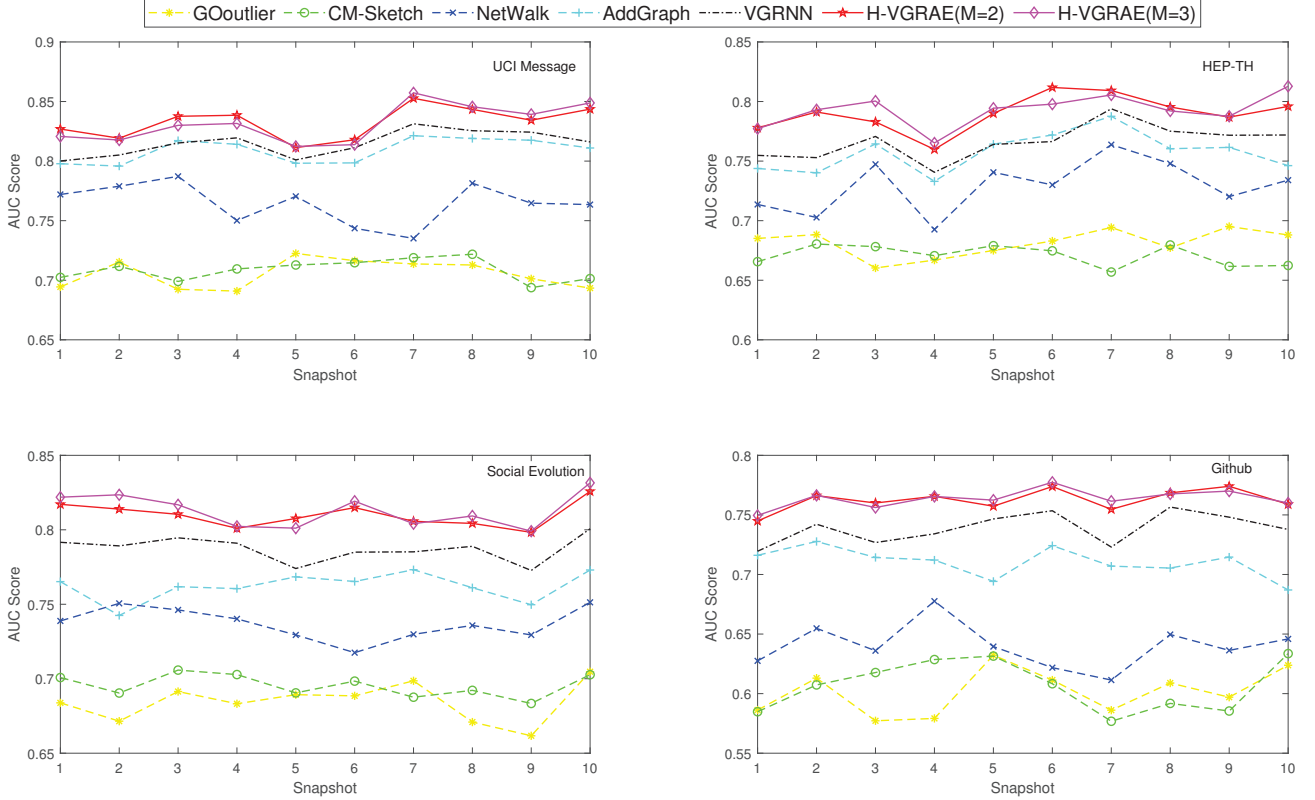 GOoutlier CM-Sketch NetWalk AddGraph VGRNN H-VGRAE(M=2) H-VGRAE(M=3)
UCI Message
AUC Score
0.9
0.85
0.8
0.75
0.7
0.65
1 2 3 4 5 6 7 8 9 10
Snapshot
HEP-TH
AUC Score
0.85
0.8
0.75
0.7
0.65
0.6
1 2 3 4 5 6 7 8 9 10
Snapshot
Social Evolution
AUC Score
0.85
0.8
0.75
0.7
0.65
1 2 3 4 5 6 7 8 9 10
Snapshot
Github
AUC Score
0.8
0.75
0.7
0.65
0.6
0.55
1 2 3 4 5 6 7 8 9 10
Snapshot